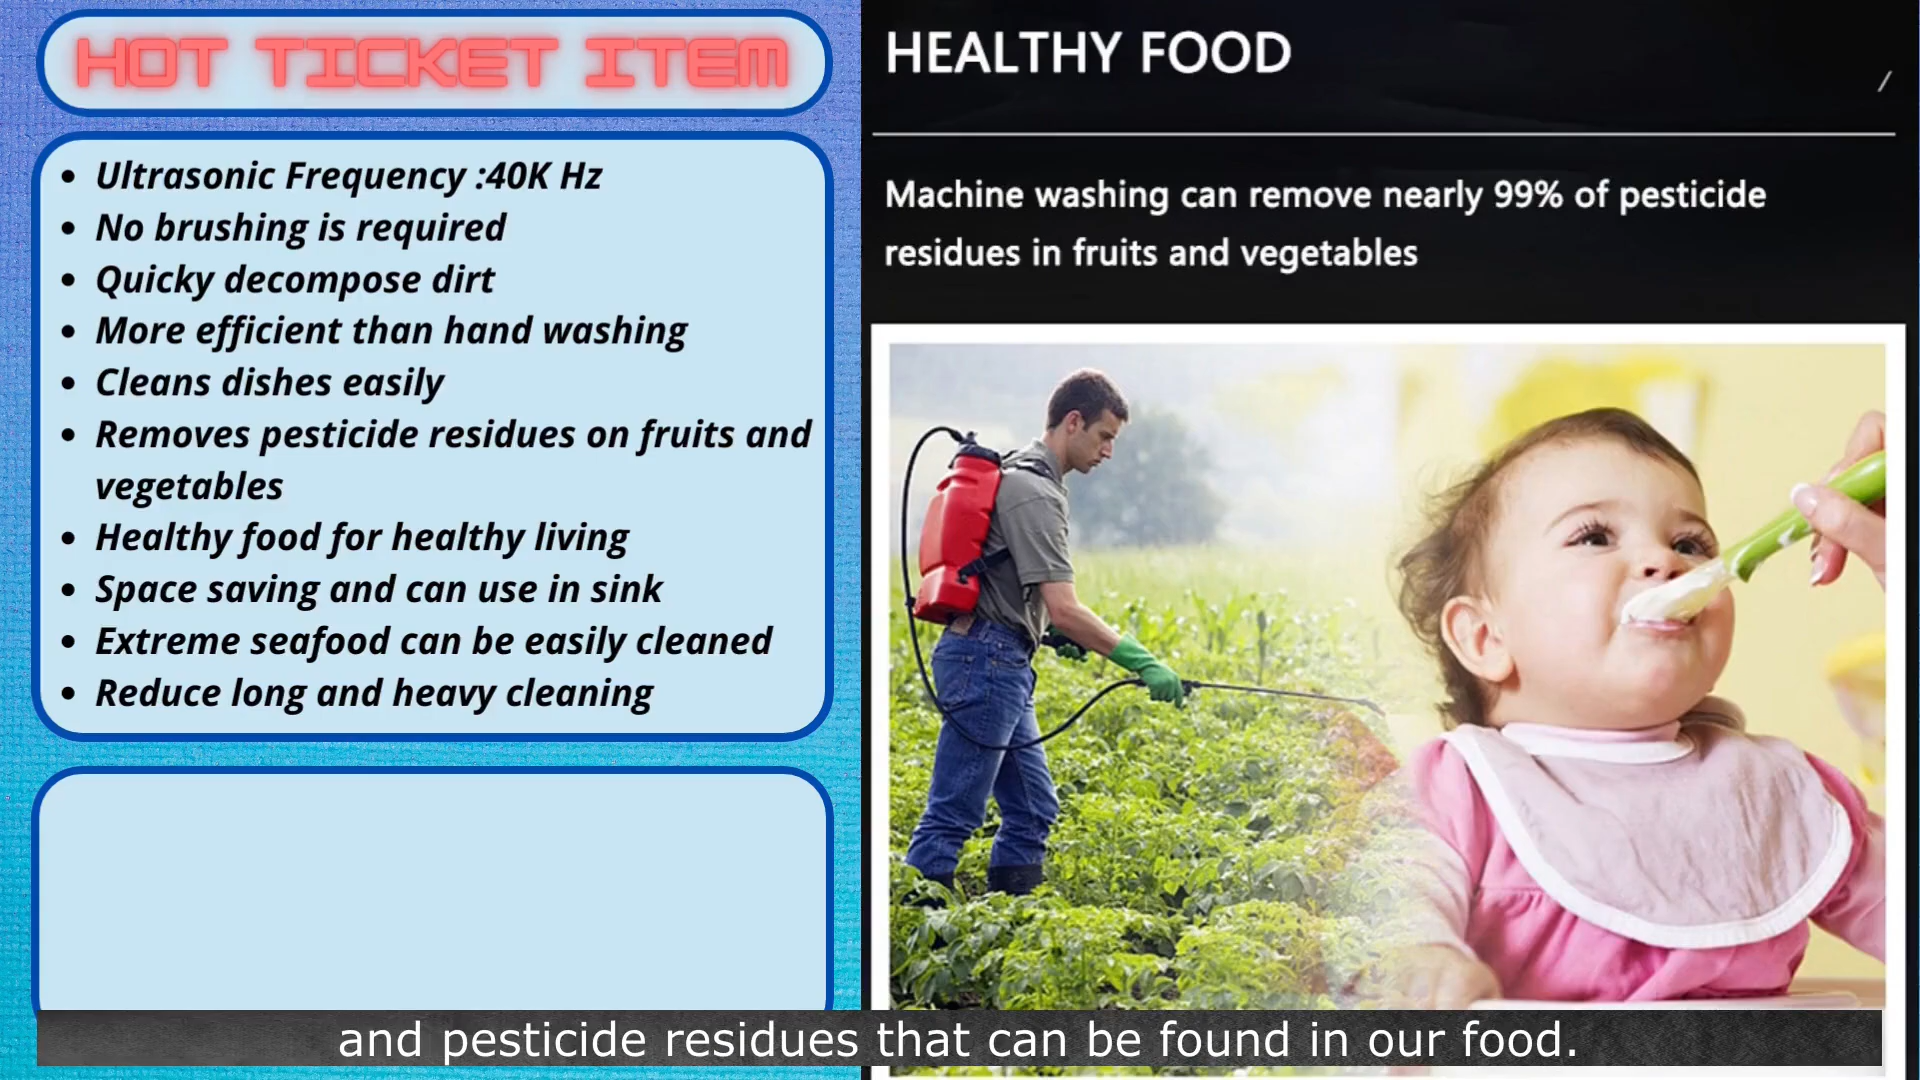 HOT TICKET ITEM
• Ultrasonic Frequency :40K Hz
• No brushing is required
• Quicky decompose dirt
• More efficient than hand washing
• Cleans dishes easily
• Removes pesticide residues on fruits and
vegetables
• Healthy food for healthy living
• Space saving and can use in sink
• Extreme seafood can be easily cleaned
• Reduce long and heavy cleaning
HEALTHY FOOD
/
Machine washing can remove nearly 99% of pesticide
residues in fruits and vegetables
and pesticide residues that can be found in our food.